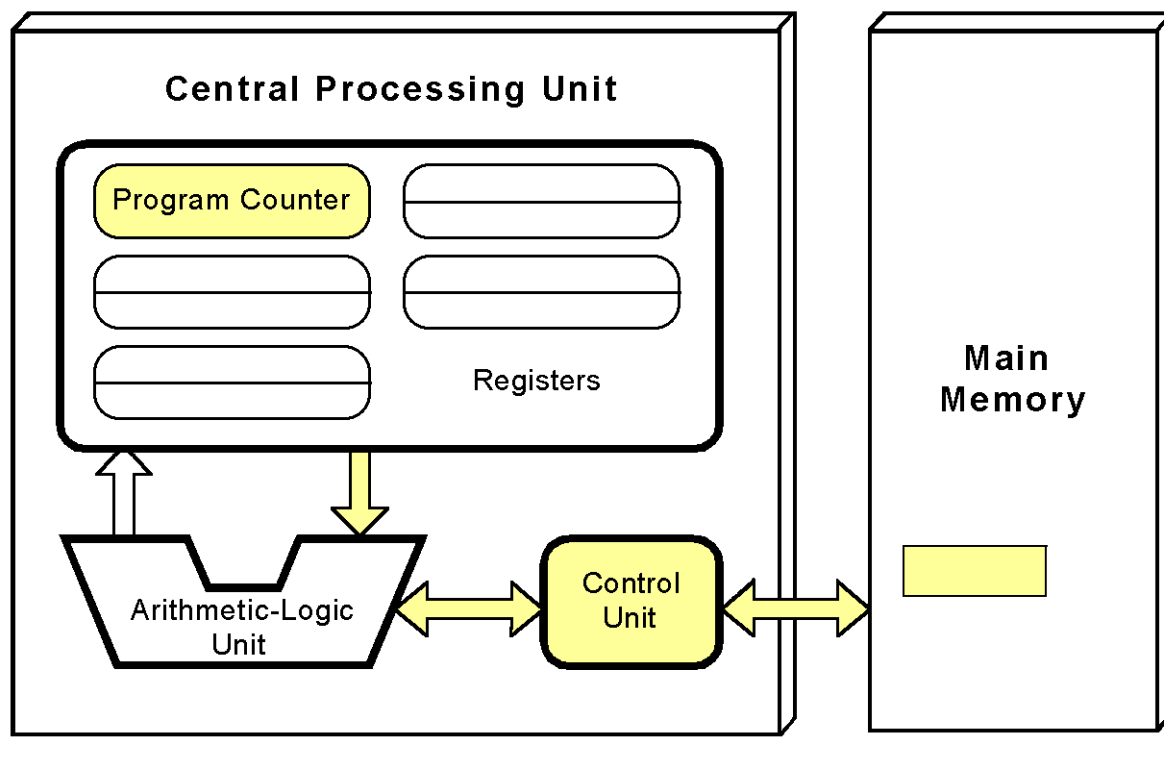 Central Processing Unit
Program Counter
Registers
Main
Memory
Arithmetic-Logic
Unit
Control
Unit